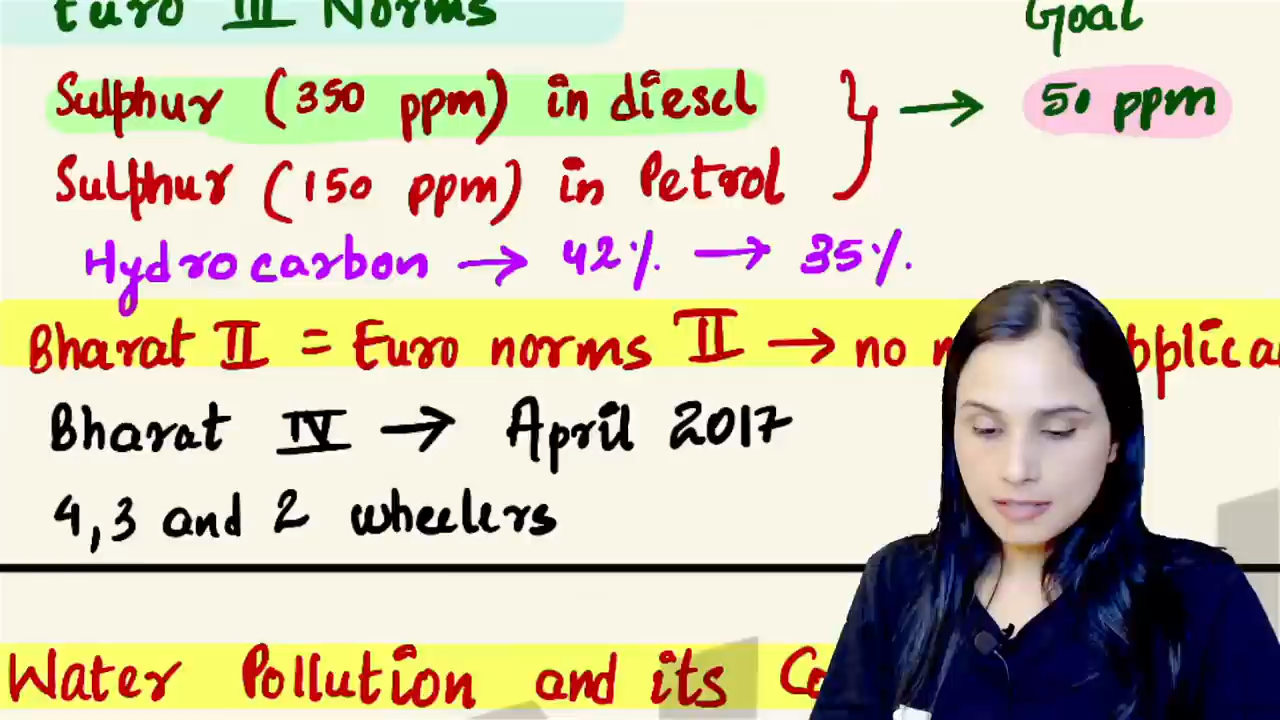 Euro III Norms
Goal
Sulphur (350 ppm) in diesel } → 50 ppm
Sulphur (150 ppm) in Petrol
Hydrocarbon → 42% → 35%.
Bharat II = Euro norms II → no
Bharat IV → April 2017
4,3 and 2 wheelers
Water Pollution and its